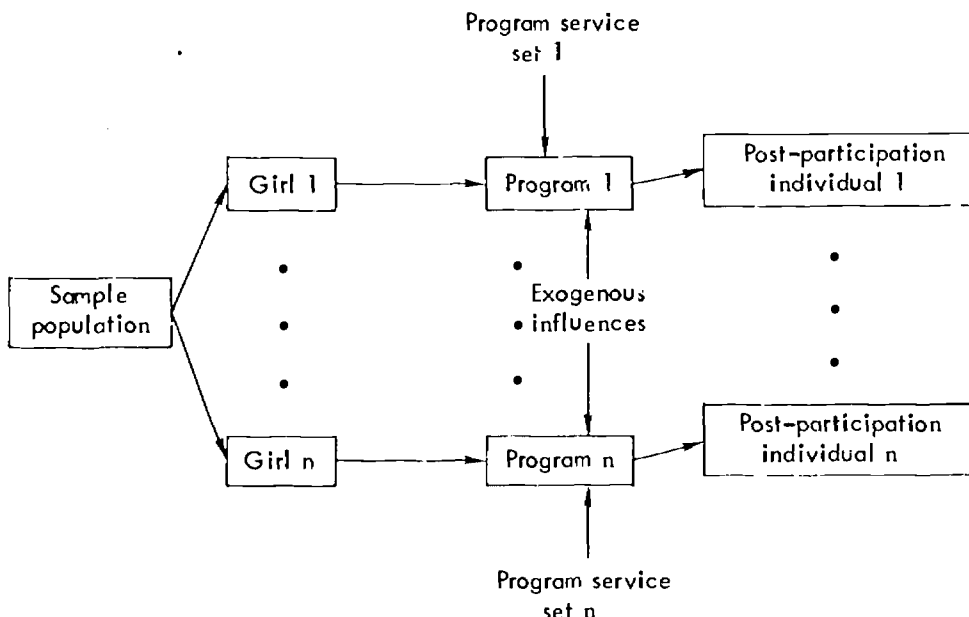 Program service
set 1
Girl 1
Program 1
Post-participation
individual 1
Sample
population
Exogenous
influences
Girl n
Program n
Post-participation
individual n
Program service
set n